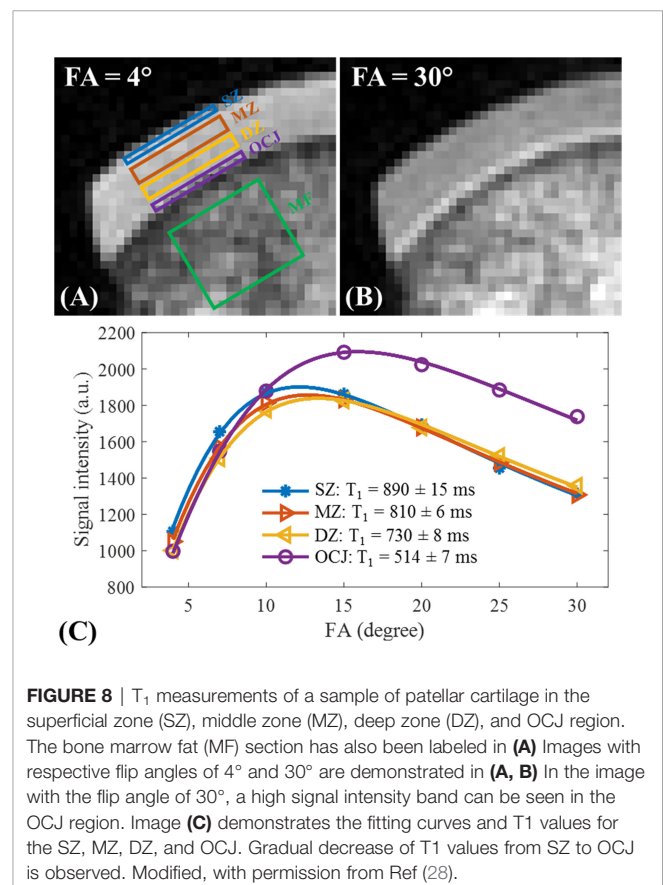 FA = 4°
FA = 30°
SZ
MZ
DZ
OCJ
MF
(A)
(B)
2200
2000
1800
1600
1400
1200
1000
800
Signal intensity (a.u.)
SZ: T₁ = 890 ± 15 ms
MZ: T₁ = 810 ± 6 ms
DZ: T₁ = 730 ± 8 ms
OCJ: T₁ = 514 ± 7 ms
5 10 15 20 25 30
FA (degree)
(C)
FIGURE 8 | T₁ measurements of a sample of patellar cartilage in the
superficial zone (SZ), middle zone (MZ), deep zone (DZ), and OCJ region.
The bone marrow fat (MF) section has also been labeled in (A) Images with
respective flip angles of 4° and 30° are demonstrated in (A, B) In the image
with the flip angle of 30°, a high signal intensity band can be seen in the
OCJ region. Image (C) demonstrates the fitting curves and T1 values for
the SZ, MZ, DZ, and OCJ. Gradual decrease of T1 values from SZ to OCJ
is observed. Modified, with permission from Ref (28).